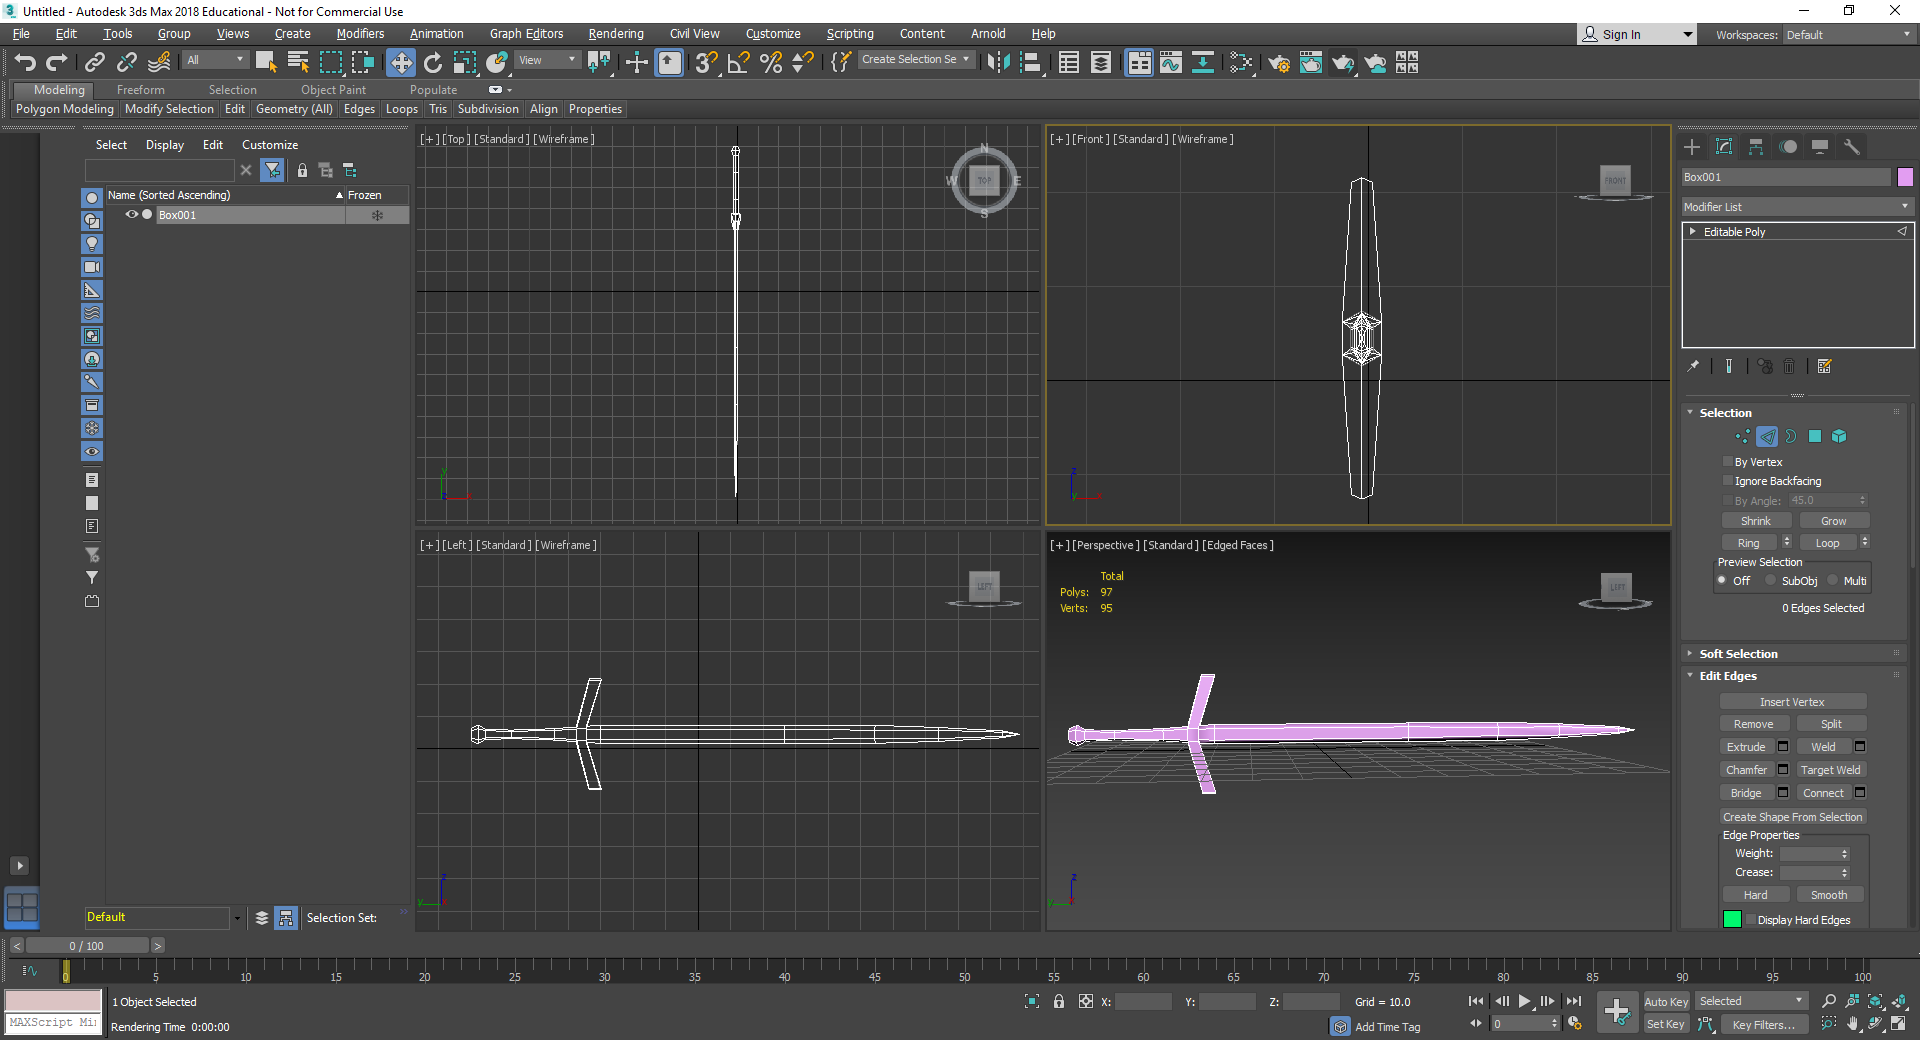 Untitled - Autodesk 3ds Max 2018 Educational - Not for Commercial Use
File Edit Tools Group Views Create Modifiers Animation Graph Editors Rendering Civil View Customize Scripting Content Arnold Help
Sign In
Workspaces: Default
All
View
Create Selection Se
Modeling Freeform Selection Object Paint Populate
Polygon Modeling Modify Selection Edit Geometry (All) Edges Loops Tris Subdivision Align Properties
Select Display Edit Customize
Name (Sorted Ascending) Frozen
Box001
Default
Selection Set:
[+] [Top] [Standard] [Wireframe]
N
W TOP E
S
y
z x
[+] [Front] [Standard] [Wireframe]
FRONT
z
y x
[+] [Left] [Standard] [Wireframe]
LEFT
z
y x
[+] [Perspective] [Standard] [Edged Faces]
Total
Polys: 97
Verts: 95
LEFT
z
y x
Box001
Modifier List
Editable Poly
Selection
By Vertex
Ignore Backfacing
By Angle: 45.0
Shrink Grow
Ring Loop
Preview Selection
Off SubObj Multi
0 Edges Selected
Soft Selection
Edit Edges
Insert Vertex
Remove Split
Extrude Weld
Chamfer Target Weld
Bridge Connect
Create Shape From Selection
Edge Properties
Weight:
Crease:
Hard Smooth
Display Hard Edges
< 0 / 100 >
0 5 10 15 20 25 30 35 40 45 50 55 60 65 70 75 80 85 90 95 100
1 Object Selected
MAXScript Mi
Rendering Time 0:00:00
X: Y: Z: Grid = 10.0
Add Time Tag
0
Auto Key Selected
Set Key Key Filters...